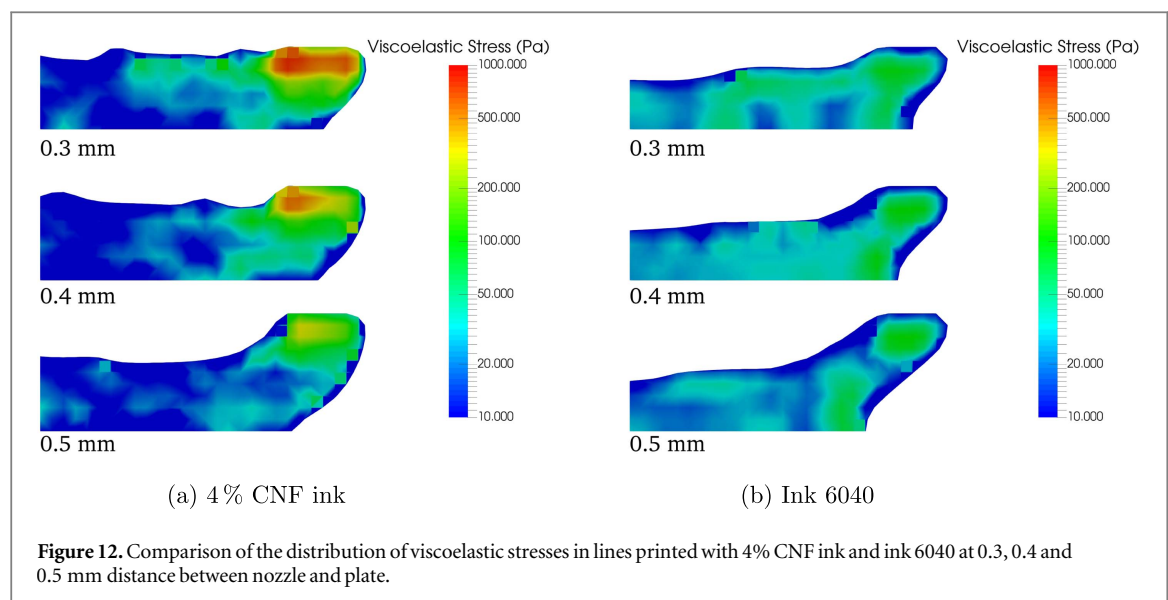 Viscoelastic Stress (Pa)
1000.000
500.000
200.000
100.000
50.000
20.000
10.000
0.3 mm
0.4 mm
0.5 mm
(a) 4 % CNF ink
Viscoelastic Stress (Pa)
1000.000
500.000
200.000
100.000
50.000
20.000
10.000
0.3 mm
0.4 mm
0.5 mm
(b) Ink 6040
Figure 12. Comparison of the distribution of viscoelastic stresses in lines printed with 4% CNF ink and ink 6040 at 0.3, 0.4 and
0.5 mm distance between nozzle and plate.